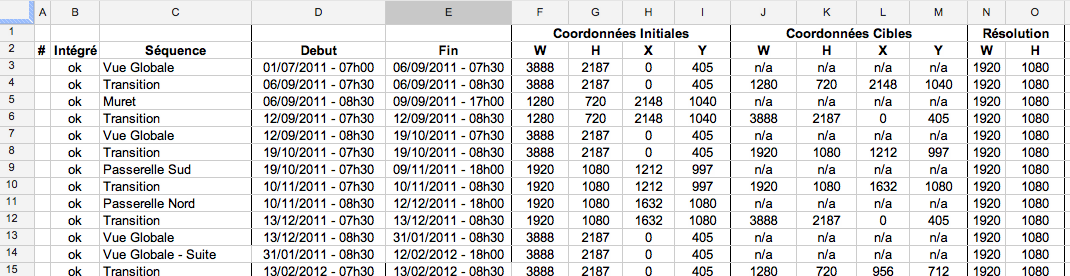 A B C D E F G H I J K L M N O
1 Coordonnées Initiales Coordonnées Cibles Résolution
2 # Intégré Séquence Debut Fin W H X Y W H X Y W H
3 ok Vue Globale 01/07/2011 - 07h00 06/09/2011 - 07h30 3888 2187 0 405 n/a n/a n/a n/a 1920 1080
4 ok Transition 06/09/2011 - 07h30 06/09/2011 - 08h30 3888 2187 0 405 1280 720 2148 1040 1920 1080
5 ok Muret 06/09/2011 - 08h30 09/09/2011 - 17h00 1280 720 2148 1040 n/a n/a n/a n/a 1920 1080
6 ok Transition 12/09/2011 - 07h30 12/09/2011 - 08h30 1280 720 2148 1040 3888 2187 0 405 1920 1080
7 ok Vue Globale 12/09/2011 - 08h30 19/10/2011 - 07h30 3888 2187 0 405 n/a n/a n/a n/a 1920 1080
8 ok Transition 19/10/2011 - 07h30 19/10/2011 - 08h30 3888 2187 0 405 1920 1080 1212 997 1920 1080
9 ok Passerelle Sud 19/10/2011 - 07h30 09/11/2011 - 18h00 1920 1080 1212 997 n/a n/a n/a n/a 1920 1080
10 ok Transition 10/11/2011 - 07h30 10/11/2011 - 08h30 1920 1080 1212 997 1920 1080 1632 1080 1920 1080
11 ok Passerelle Nord 10/11/2011 - 08h30 12/12/2011 - 18h00 1920 1080 1632 1080 n/a n/a n/a n/a 1920 1080
12 ok Transition 13/12/2011 - 07h30 13/12/2011 - 08h30 1920 1080 1632 1080 3888 2187 0 405 1920 1080
13 ok Vue Globale 13/12/2011 - 08h30 31/01/2011 - 08h30 3888 2187 0 405 n/a n/a n/a n/a 1920 1080
14 ok Vue Globale - Suite 31/01/2011 - 08h30 12/02/2012 - 18h00 3888 2187 0 405 n/a n/a n/a n/a 1920 1080
15 ok Transition 13/02/2012 - 07h30 13/02/2012 - 08h30 3888 2187 0 405 1280 720 956 712 1920 1080